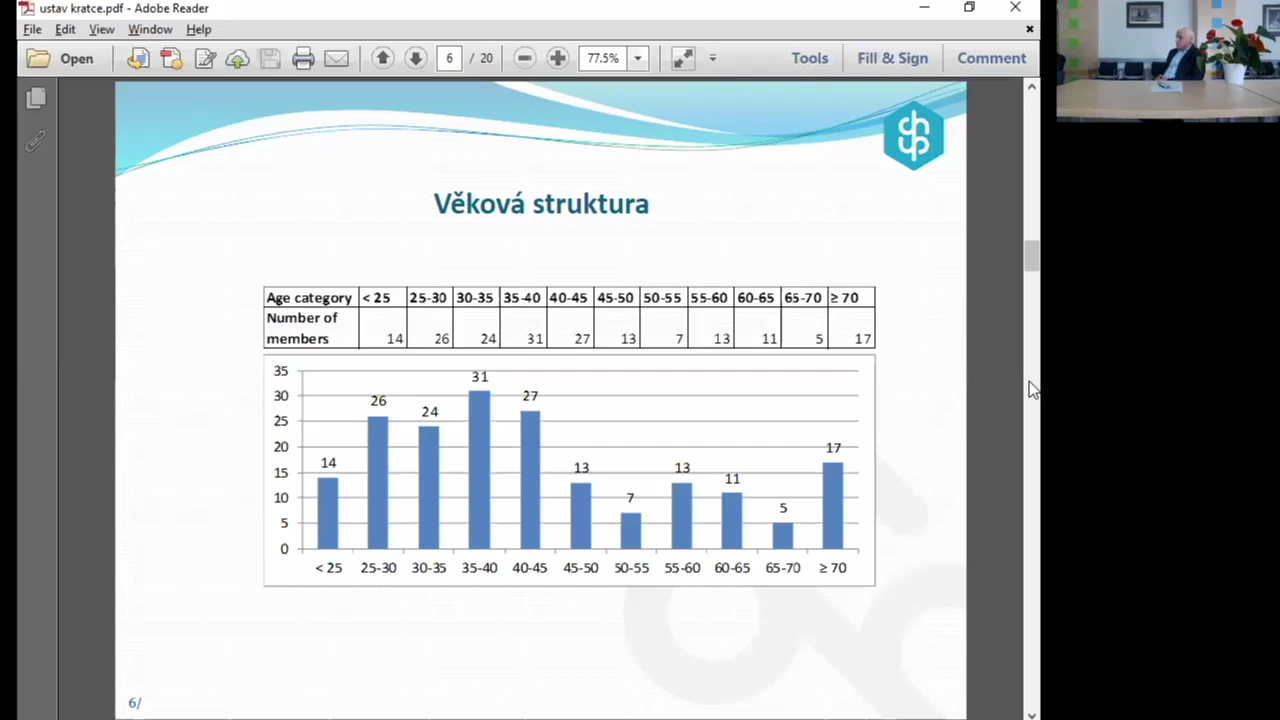 ustav kratce.pdf - Adobe Reader
File Edit View Window Help
Open 6 / 20 77.5% Tools Fill & Sign Comment
Věková struktura
Age category < 25 25-30 30-35 35-40 40-45 45-50 50-55 55-60 60-65 65-70 ≥ 70
Number of
members 14 26 24 31 27 13 7 13 11 5 17
35
30
25
20
15
10
5
0
14 26 24 31 27 13 7 13 11 5 17
< 25 25-30 30-35 35-40 40-45 45-50 50-55 55-60 60-65 65-70 ≥ 70
6/